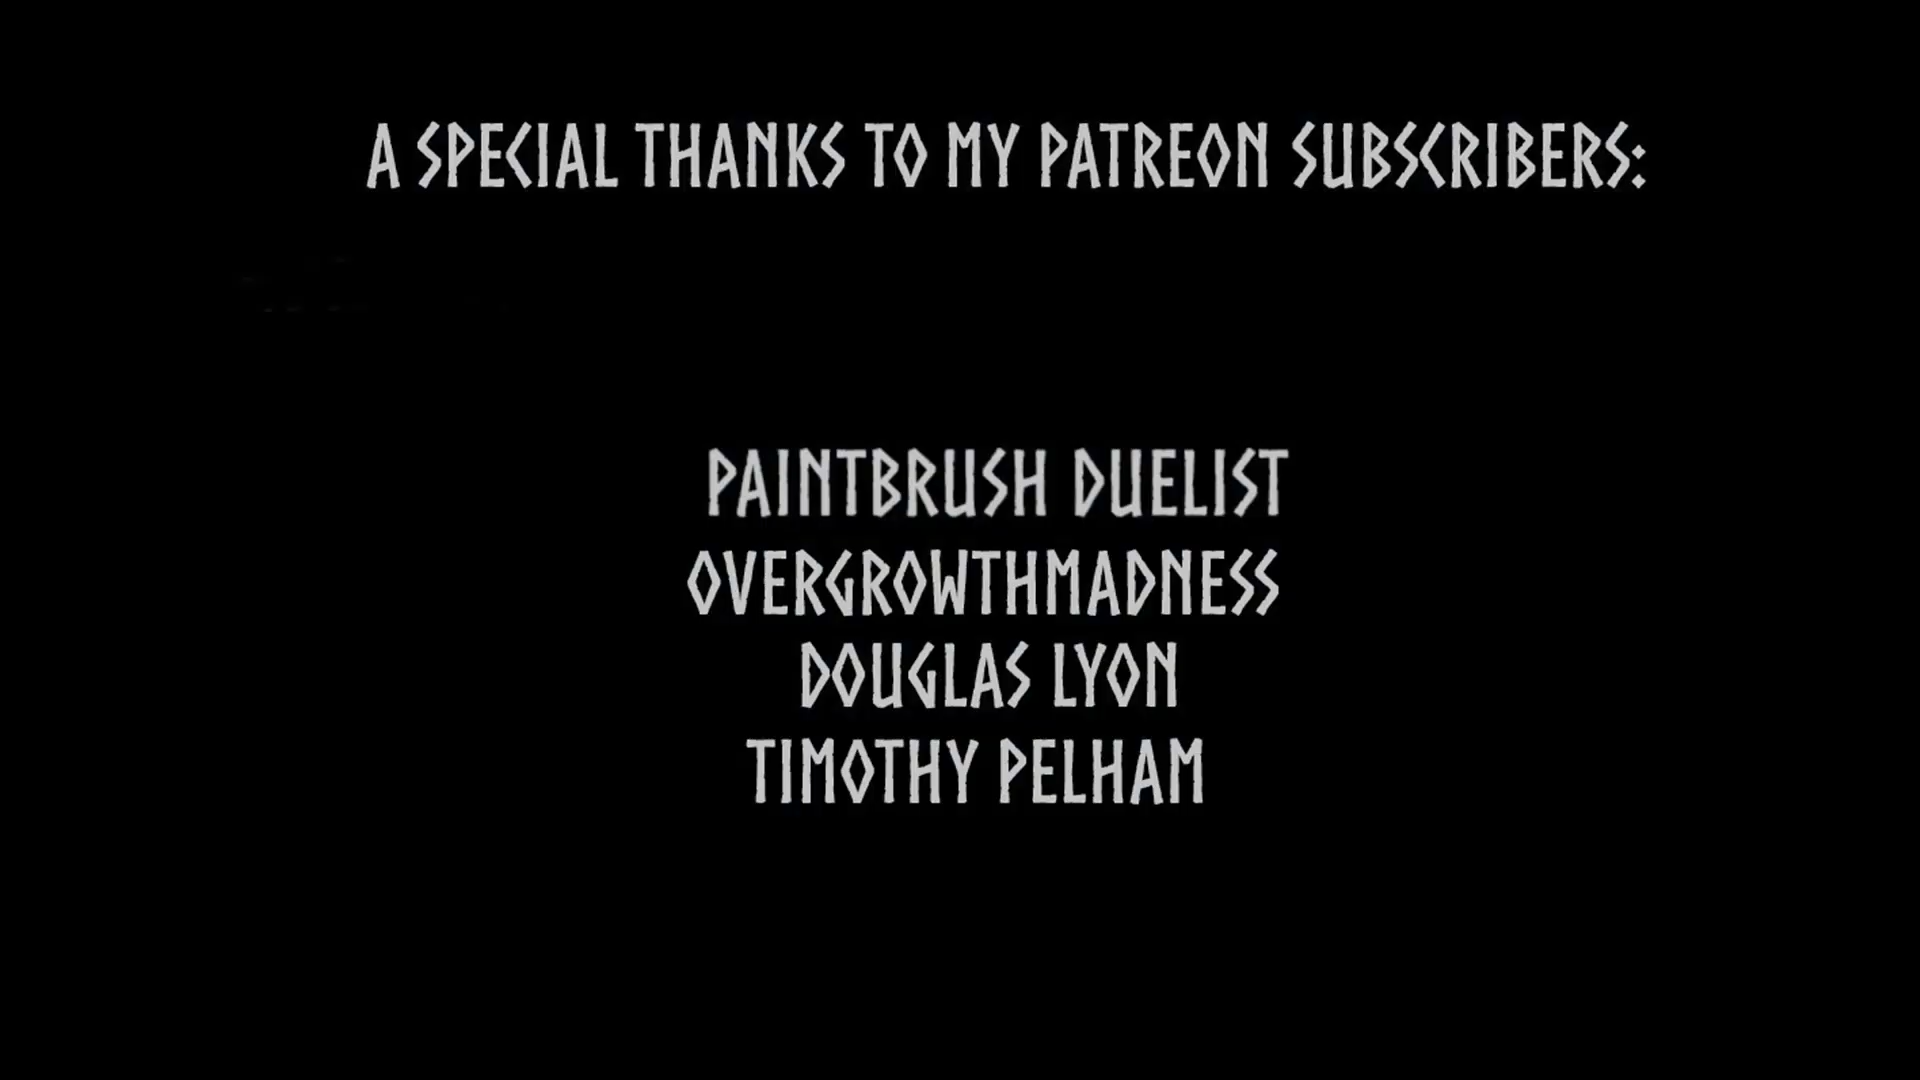 A SPECIAL THANKS TO MY PATREON SUBSCRIBERS:
PAINTBRUSH DUELIST
OVERGROWTHMADNESS
DOUGLAS LYON
TIMOTHY PELHAM